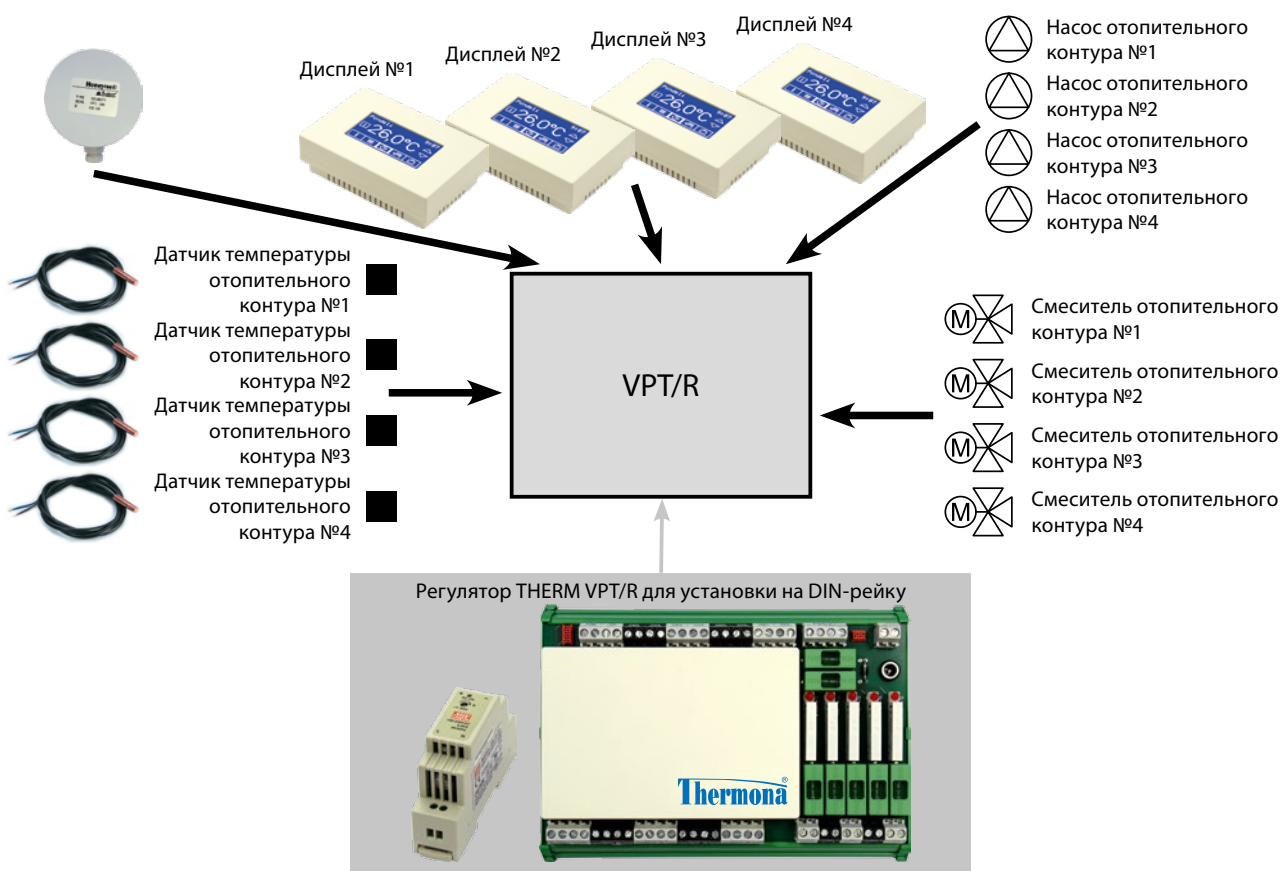 Дисплей №1
Дисплей №2
Дисплей №3
Дисплей №4
Насос отопительного
контура №1
Насос отопительного
контура №2
Насос отопительного
контура №3
Насос отопительного
контура №4
Honeywell
26.0°C
26.0°C
26.0°C
26.0°C
Датчик температуры
отопительного
контура №1
Датчик температуры
отопительного
контура №2
Датчик температуры
отопительного
контура №3
Датчик температуры
отопительного
контура №4
VPT/R
M
Смеситель отопительного
контура №1
M
Смеситель отопительного
контура №2
M
Смеситель отопительного
контура №3
M
Смеситель отопительного
контура №4
Регулятор THERM VPT/R для установки на DIN-рейку
Thermona®